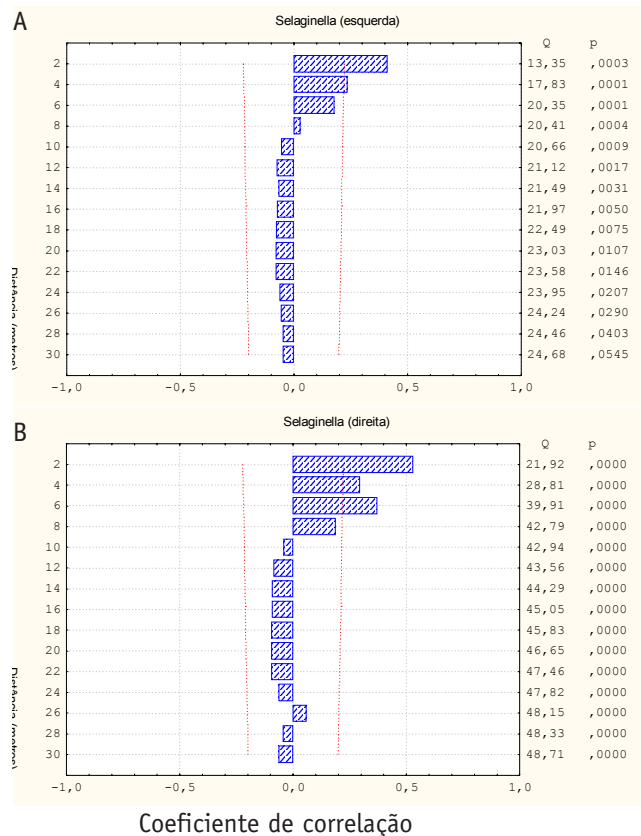 A
Selaginella (esquerda)
Q p
2 13,35 ,0003
4 17,83 ,0001
6 20,35 ,0001
8 20,41 ,0004
10 20,66 ,0009
12 21,12 ,0017
14 21,49 ,0031
16 21,97 ,0050
18 22,49 ,0075
20 23,03 ,0107
22 23,58 ,0146
24 23,95 ,0207
26 24,24 ,0290
28 24,46 ,0403
30 24,68 ,0545
Distância (metros)
-1,0 -0,5 0,0 0,5 1,0
B
Selaginella (direita)
Q p
2 21,92 ,0000
4 28,81 ,0000
6 39,91 ,0000
8 42,79 ,0000
10 42,94 ,0000
12 43,56 ,0000
14 44,29 ,0000
16 45,05 ,0000
18 45,83 ,0000
20 46,65 ,0000
22 47,46 ,0000
24 47,82 ,0000
26 48,15 ,0000
28 48,33 ,0000
30 48,71 ,0000
Distância (metros)
-1,0 -0,5 0,0 0,5 1,0
Coeficiente de correlação